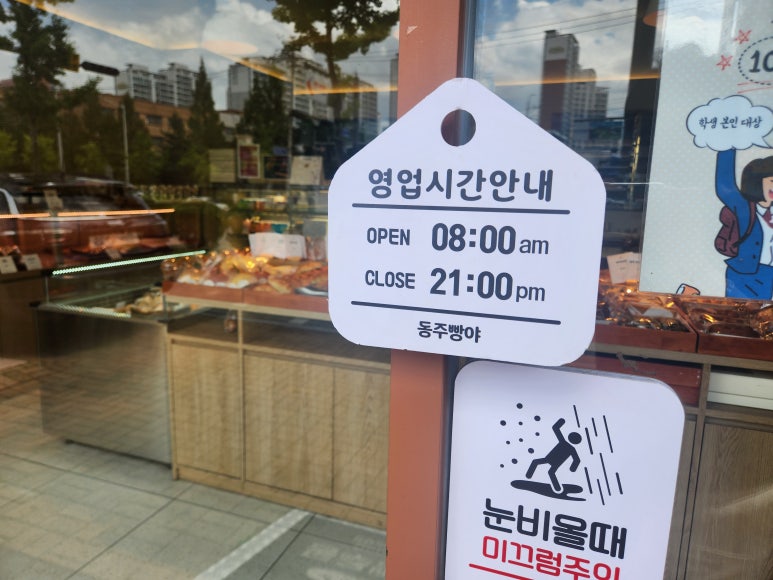 영업시간안내
OPEN 08:00am
CLOSE 21:00pm
동주빵야
눈비올때
미끄럼주의
10
학생 본인 대상